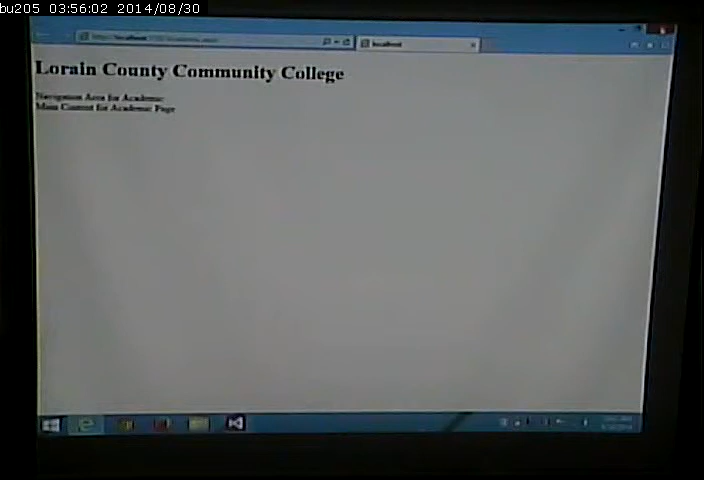 bu205 03:56:02 2014/08/30
localhost
Lorain County Community College
Navigation Area for Academic
Main Content for Academic Page